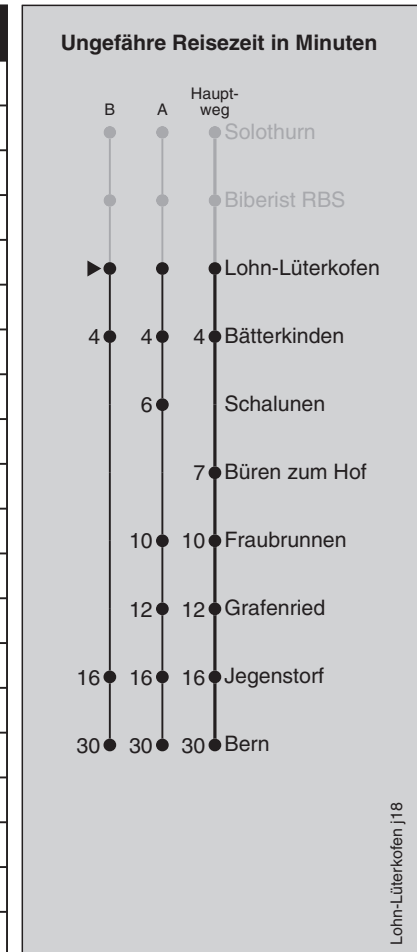 Ungefähre Reisezeit in Minuten
B A Haupt-
weg
Solothurn
Biberist RBS
Lohn-Lüterkofen
4 4 4 Bätterkinden
6 Schalunen
7 Büren zum Hof
10 10 Fraubrunnen
12 12 Grafenried
16 16 16 Jegenstorf
30 30 30 Bern
Lohn-Lüterkofen j18